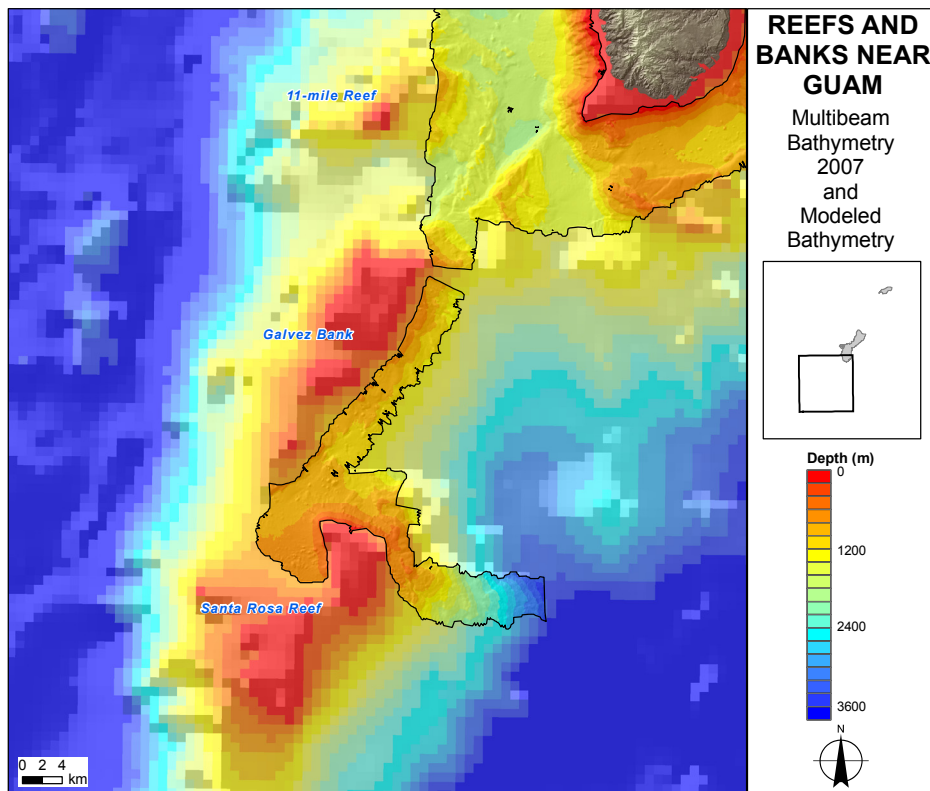 REEFS AND
BANKS NEAR
GUAM
Multibeam
Bathymetry
2007
and
Modeled
Bathymetry
11-mile Reef
Galvez Bank
Santa Rosa Reef
Depth (m)
0
1200
2400
3600
N
0 2 4
km